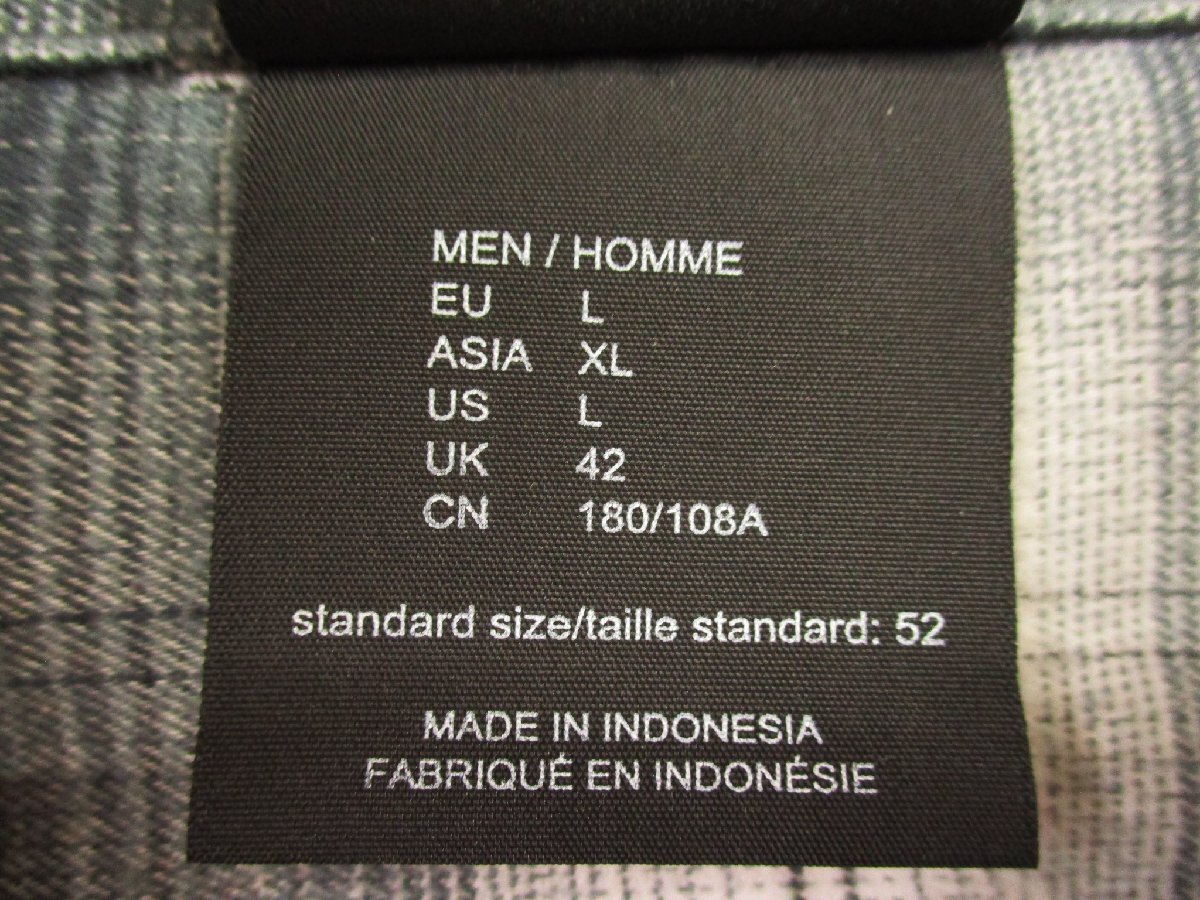 MEN / HOMME
EU L
ASIA XL
US L
UK 42
CN 180/108A
standard size/taille standard: 52
MADE IN INDONESIA
FABRIQUÉ EN INDONÉSIE